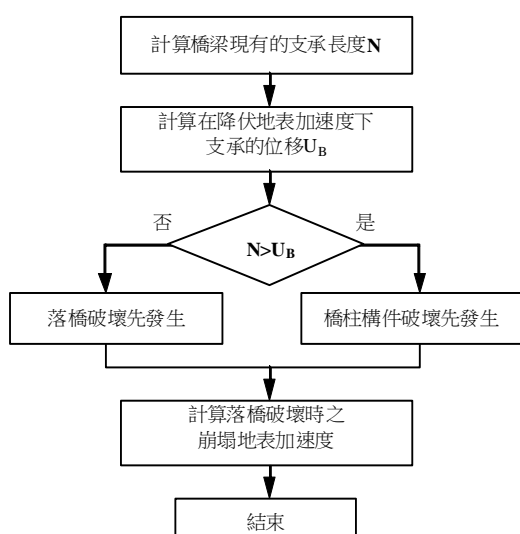 計算橋梁現有的支承長度N
計算在降伏地表加速度下
支承的位移UB
否
是
N>UB
落橋破壞先發生
橋柱構件破壞先發生
計算落橋破壞時之
崩塌地表加速度
結束